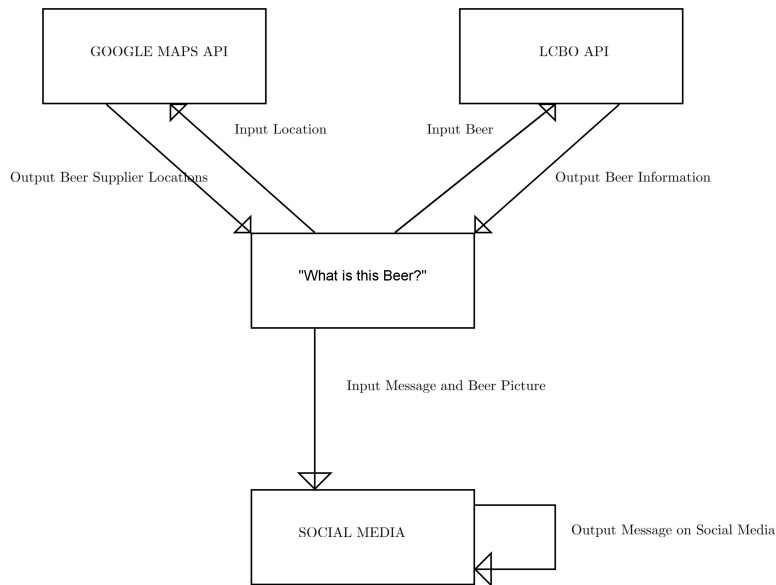 GOOGLE MAPS API
LCBO API
Input Location
Input Beer
Output Beer Supplier Locations
Output Beer Information
"What is this Beer?"
Input Message and Beer Picture
SOCIAL MEDIA
Output Message on Social Media